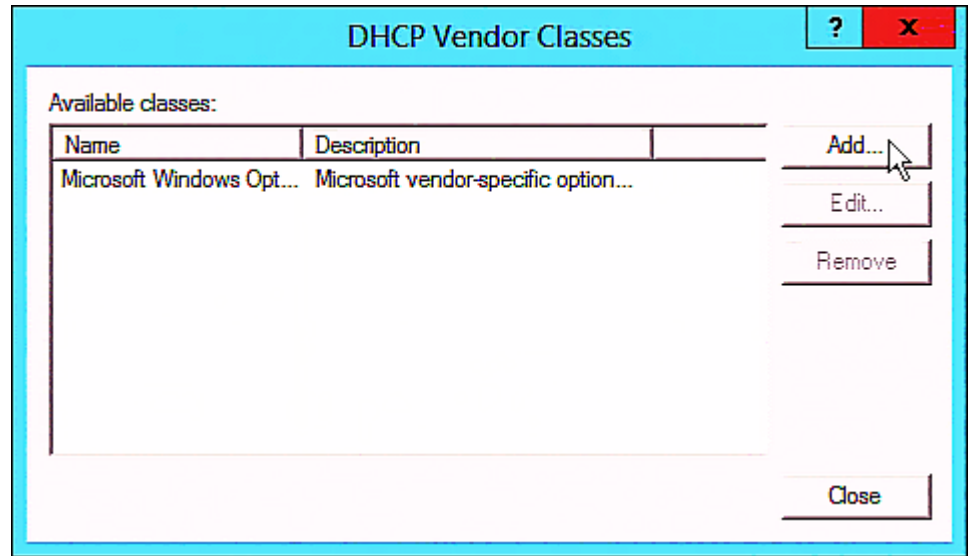 DHCP Vendor Classes
? x
Available classes:
Name Description
Add...
Microsoft Windows Opt... Microsoft vendor-specific option...
Edit...
Remove
Close